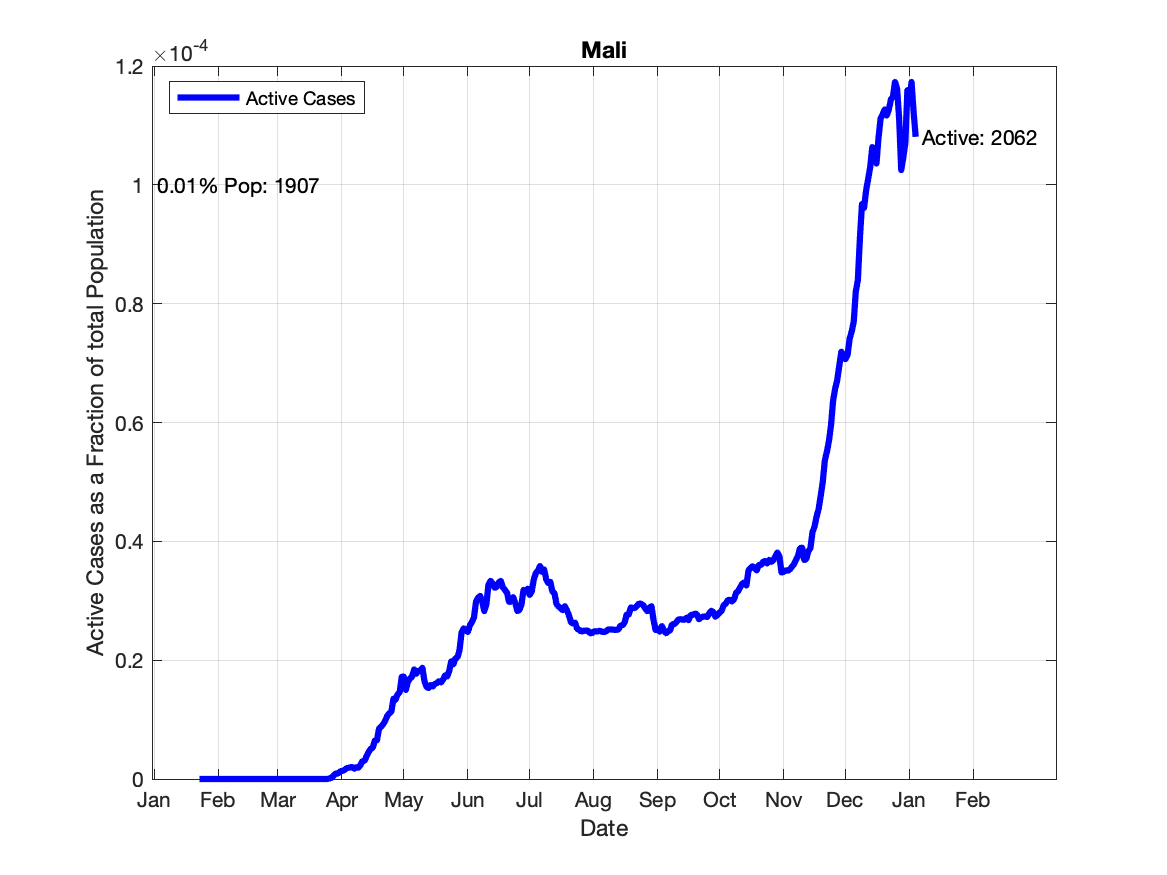 Mali
×10-4
1.2
1
0.8
0.6
0.4
0.2
0
Active Cases as a Fraction of total Population
Active Cases
0.01% Pop: 1907
Active: 2062
Jan Feb Mar Apr May Jun Jul Aug Sep Oct Nov Dec Jan Feb
Date